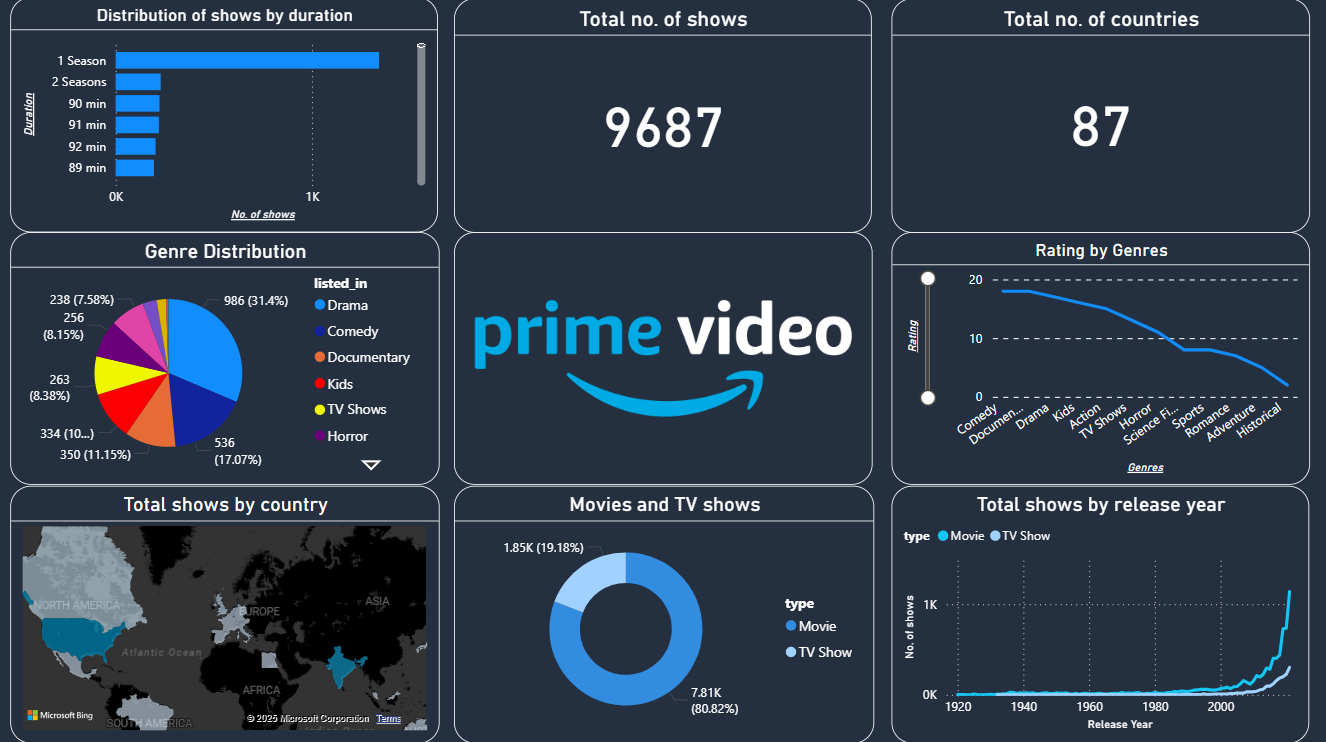 Distribution of shows by duration
Duration
1 Season
2 Seasons
90 min
91 min
92 min
89 min
0K 1K
No. of shows
Total no. of shows
9687
Total no. of countries
87
Genre Distribution
238 (7.58%)
256
(8.15%)
263
(8.38%)
334 (10...)
350 (11.15%)
986 (31.4%)
536
(17.07%)
listed_in
Drama
Comedy
Documentary
Kids
TV Shows
Horror
prime video
Rating by Genres
Rating
20
10
0
Comedy Documen... Drama Kids Action TV Shows Horror Science Fi... Sports Romance Adventure Historical
Genres
Total shows by country
NORTH AMERICA
EUROPE
ASIA
Atlantic Ocean
AFRICA
SOUTH AMERICA
Indian Ocean
Microsoft Bing
© 2025 Microsoft Corporation Terms
Movies and TV shows
1.85K (19.18%)
7.81K
(80.82%)
type
Movie
TV Show
Total shows by release year
type Movie TV Show
No. of shows
1K
0K
1920 1940 1960 1980 2000
Release Year